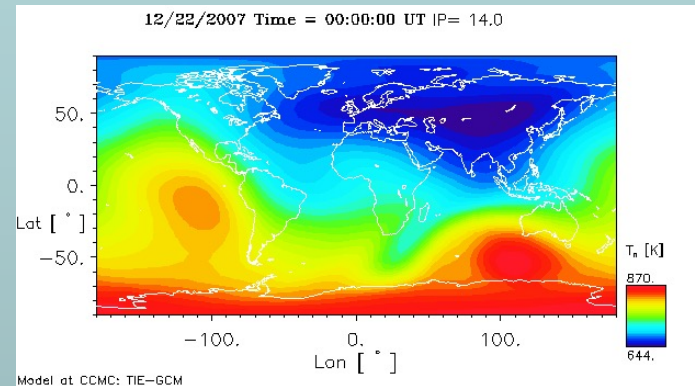 12/22/2007 Time = 00:00:00 UT IP= 14.0
50.
0.
Lat [ ° ]
-50.
-100.
0.
100.
Lon [ ° ]
Tn [K]
870.
644.
Model at CCMC: TIE-GCM